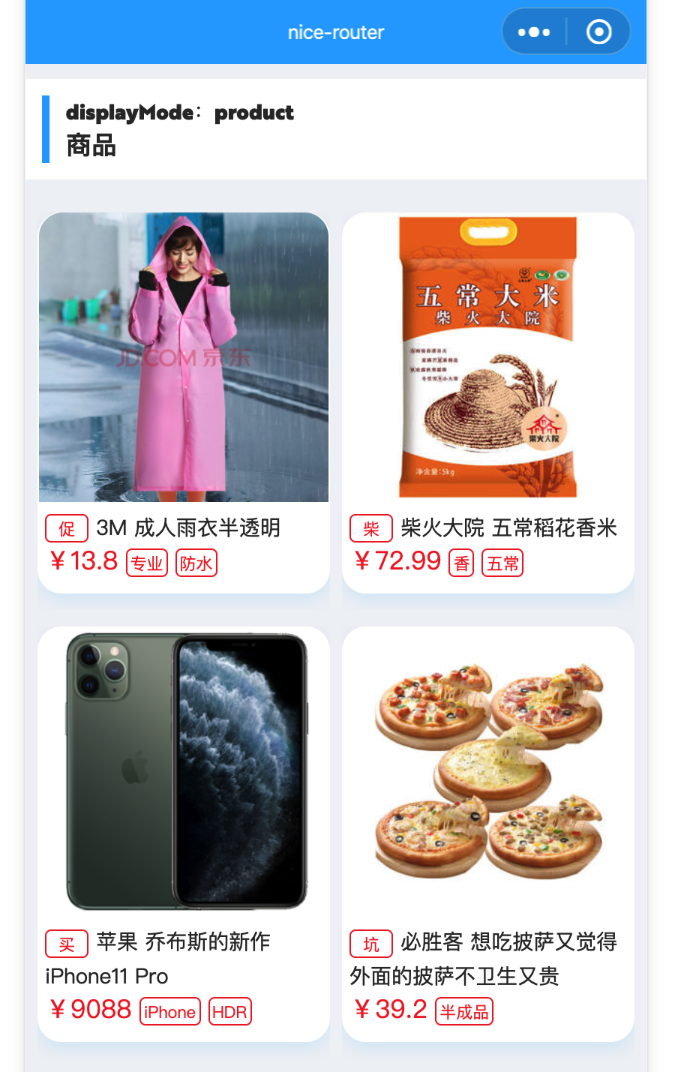 nice-router
displayMode：product
商品
JD.COM 京东
五常大米
柴火大院
柴火大院
净含量：5kg
促 3M 成人雨衣半透明
¥13.8 专业 防水
柴 柴火大院 五常稻花香米
¥72.99 香 五常
买 苹果 乔布斯的新作
iPhone11 Pro
¥9088 iPhone HDR
坑 必胜客 想吃披萨又觉得
外面的披萨不卫生又贵
¥39.2 半成品